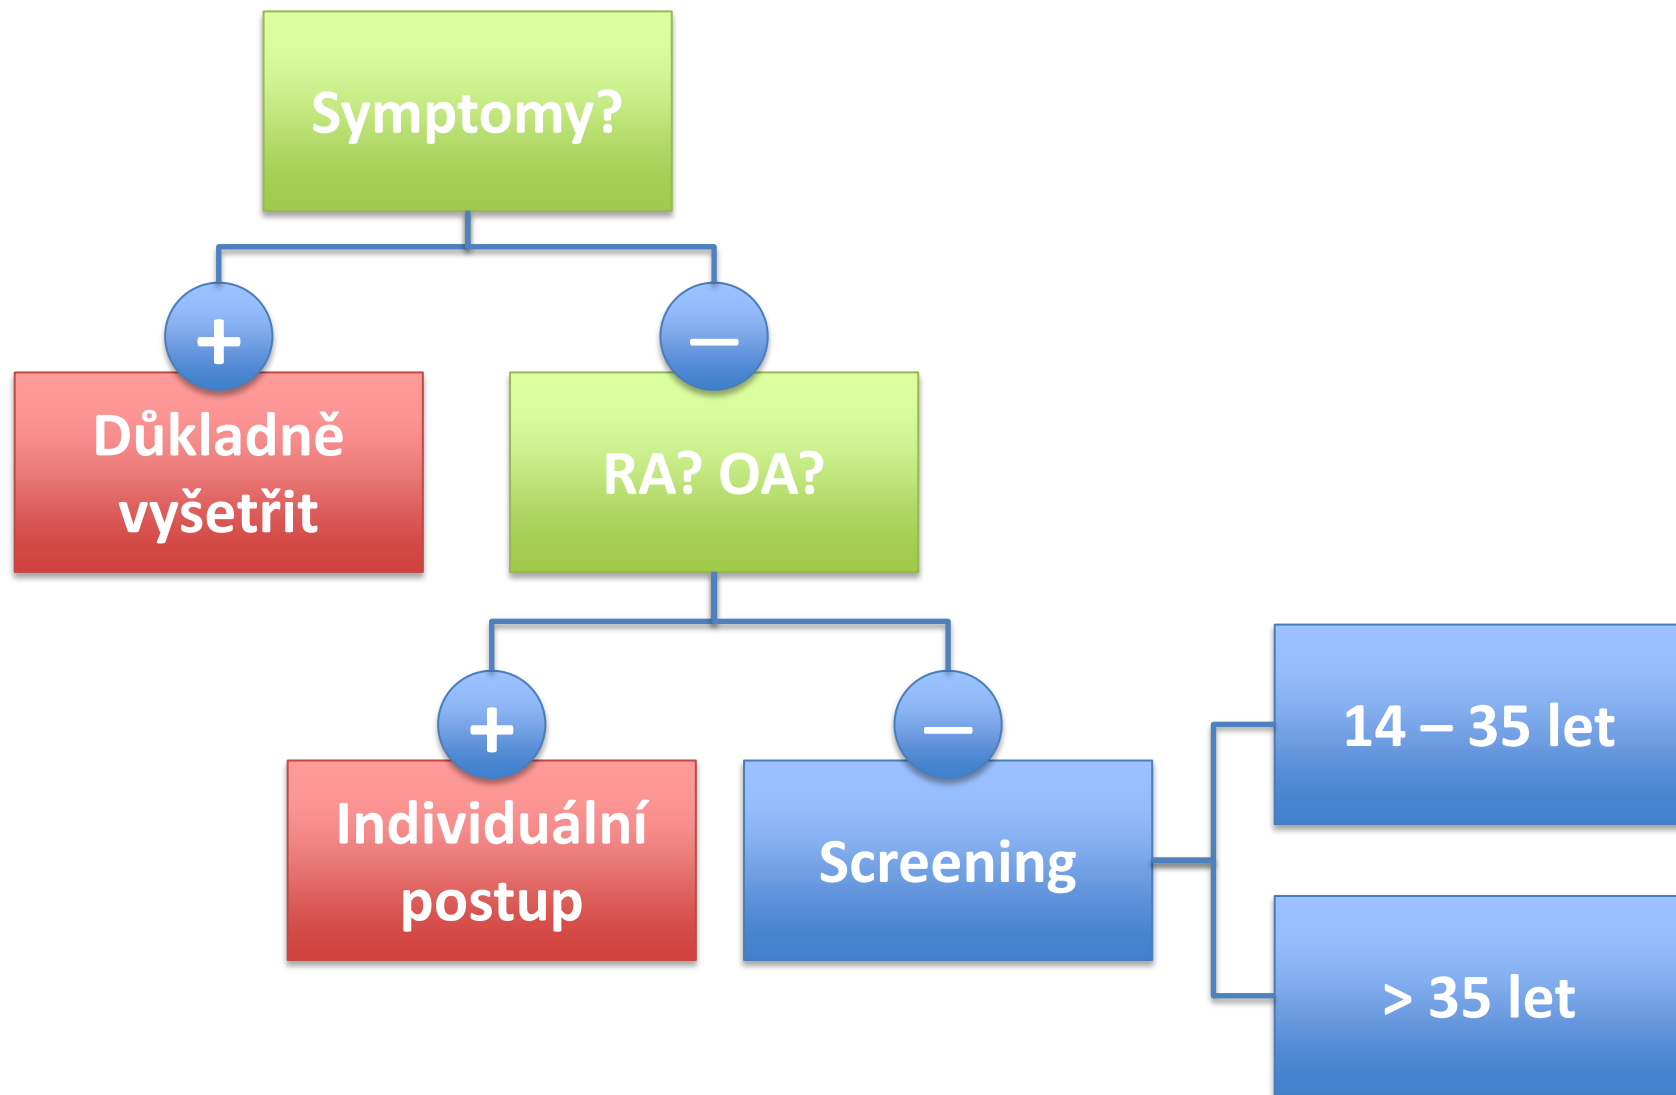 Symptomy?
+
–
Důkladně
vyšetřit
RA? OA?
+
–
Individuální
postup
Screening
14 – 35 let
> 35 let